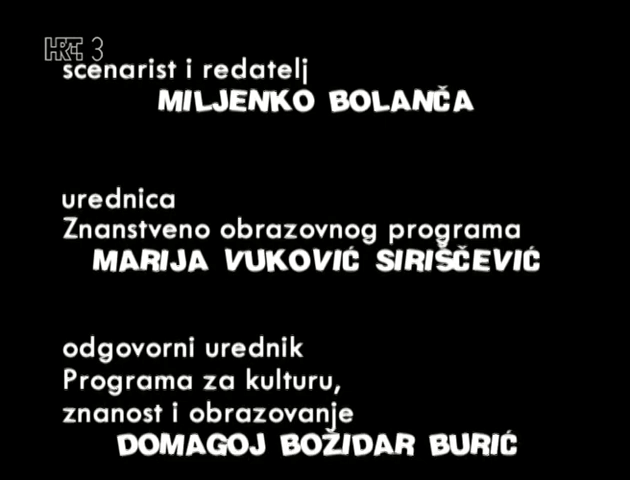 HRT 3
scenarist i redatelj
MILJENKO BOLANČA
urednica
Znanstveno obrazovnog programa
MARIJA VUKOVIĆ SIRIŠČEVIĆ
odgovorni urednik
Programa za kulturu,
znanost i obrazovanje
DOMAGOJ BOŽIDAR BURIĆ